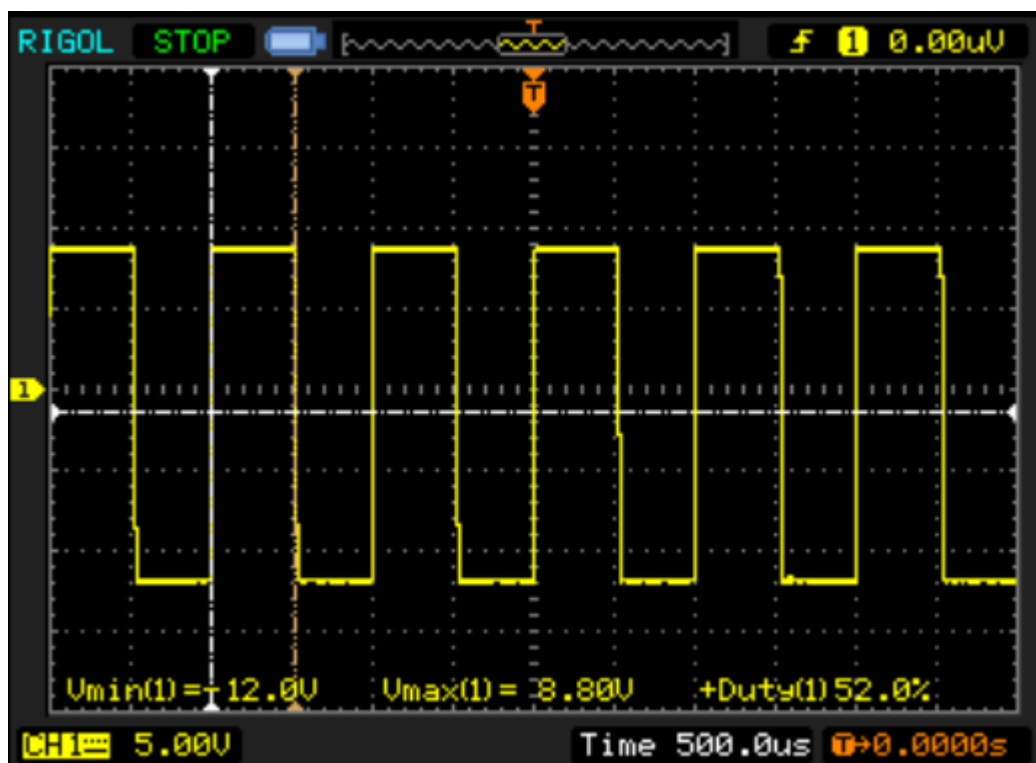 RIGOL STOP T 1 0.00uV
T
1
Vmin(1)=-12.0V Vmax(1)= 8.80V +Duty(1)52.0%
CH1 5.00V Time 500.0us T→0.0000s